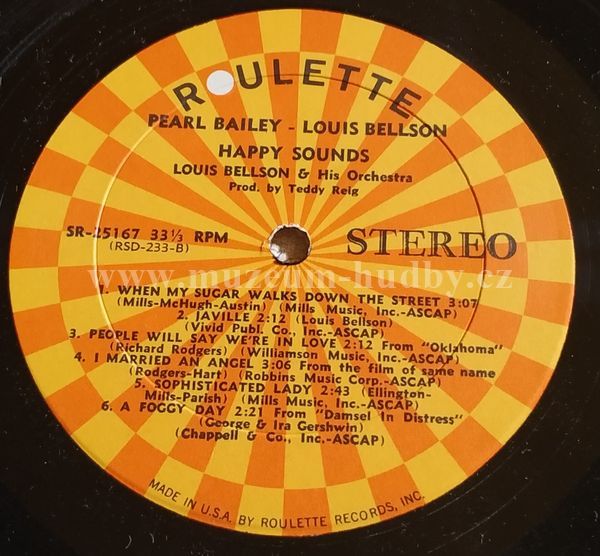 ROULETTE
PEARL BAILEY - LOUIS BELLSON
HAPPY SOUNDS
LOUIS BELLSON & His Orchestra
Prod. by Teddy Reig
SR-25167 33⅓ RPM
(RSD-233-B)
STEREO
www.muzeum-hudby.cz
1. WHEN MY SUGAR WALKS DOWN THE STREET 3:07
(Mills-McHugh-Austin) (Mills Music, Inc.-ASCAP)
2. JAVILLE 2:12 (Louis Bellson)
(Vivid Publ. Co., Inc.-ASCAP)
3. PEOPLE WILL SAY WE'RE IN LOVE 2:12 From "Oklahoma"
(Richard Rodgers) (Williamson Music, Inc.-ASCAP)
4. I MARRIED AN ANGEL 3:06 From the film of same name
(Rodgers-Hart) (Robbins Music Corp.-ASCAP)
5. SOPHISTICATED LADY 2:43 (Ellington-
Mills-Parish) (Mills Music, Inc.-ASCAP)
6. A FOGGY DAY 2:21 From "Damsel In Distress"
(George & Ira Gershwin)
(Chappell & Co., Inc.-ASCAP)
MADE IN U.S.A. BY ROULETTE RECORDS, INC.